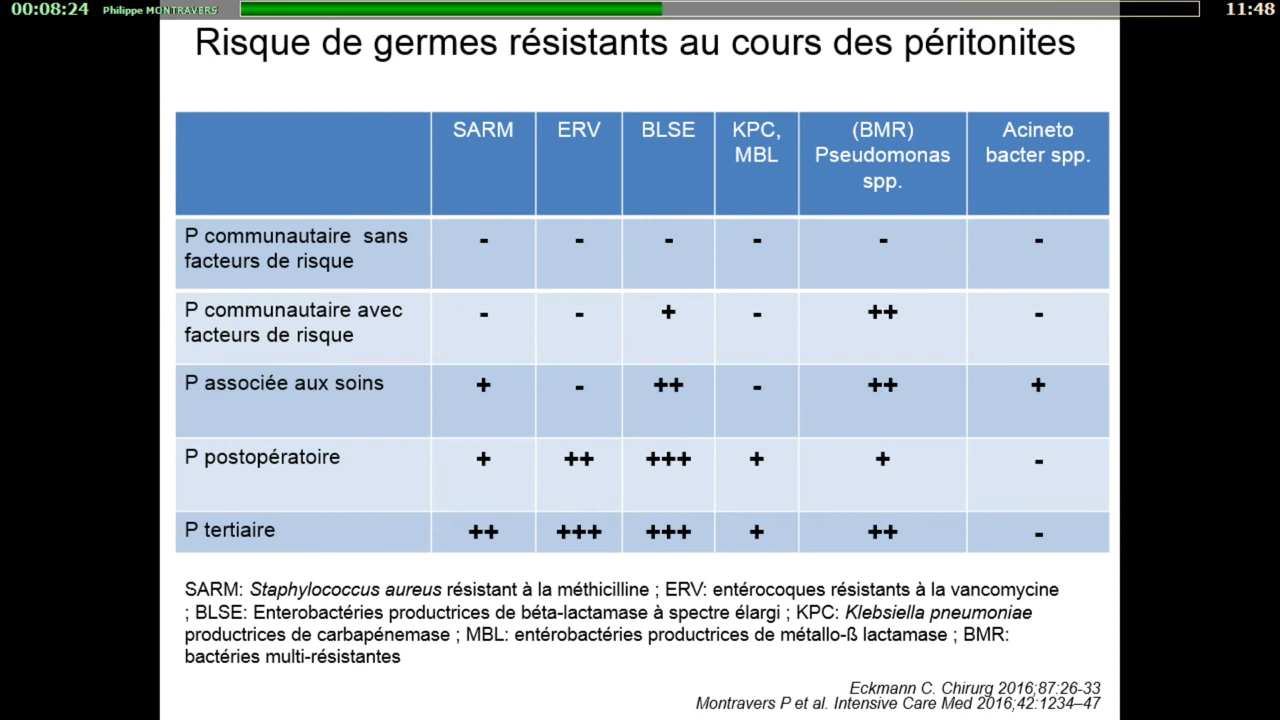 00:08:24 Philippe MONTRAVERS 11:48
Risque de germes résistants au cours des péritonites
SARM ERV BLSE KPC, MBL (BMR) Pseudomonas spp. Acineto bacter spp.
P communautaire sans facteurs de risque - - - - - -
P communautaire avec facteurs de risque - - + - ++ -
P associée aux soins + - ++ - ++ +
P postopératoire + ++ +++ + + -
P tertiaire ++ +++ +++ + ++ -
SARM: Staphylococcus aureus résistant à la méthicilline ; ERV: entérocoques résistants à la vancomycine
; BLSE: Enterobactéries productrices de béta-lactamase à spectre élargi ; KPC: Klebsiella pneumoniae
productrices de carbapénemase ; MBL: entérobactéries productrices de métallo-ß lactamase ; BMR:
bactéries multi-résistantes
Eckmann C. Chirurg 2016;87:26-33
Montravers P et al. Intensive Care Med 2016;42:1234–47